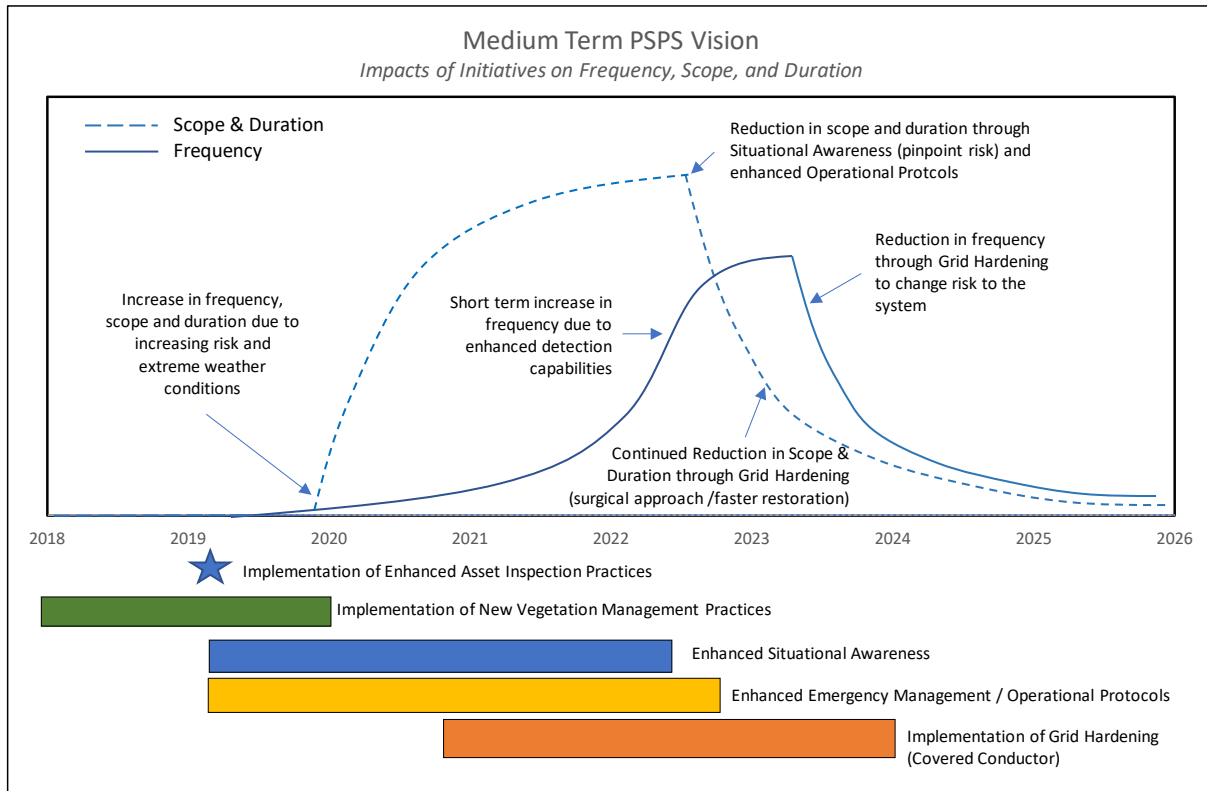 Medium Term PSPS Vision
Impacts of Initiatives on Frequency, Scope, and Duration
Scope & Duration
Frequency
Reduction in scope and duration through
Situational Awareness (pinpoint risk) and
enhanced Operational Protcols
Reduction in frequency
through Grid Hardening
to change risk to the
system
Increase in frequency,
scope and duration due to
increasing risk and
extreme weather
conditions
Short term increase in
frequency due to
enhanced detection
capabilities
Continued Reduction in Scope &
Duration through Grid Hardening
(surgical approach /faster restoration)
2018 2019 2020 2021 2022 2023 2024 2025 2026
Implementation of Enhanced Asset Inspection Practices
Implementation of New Vegetation Management Practices
Enhanced Situational Awareness
Enhanced Emergency Management / Operational Protocols
Implementation of Grid Hardening
(Covered Conductor)